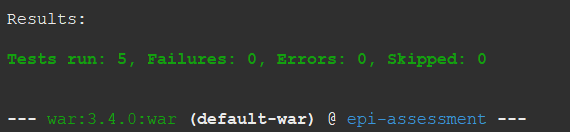 Results:
Tests run: 5, Failures: 0, Errors: 0, Skipped: 0
--- war:3.4.0:war (default-war) @ epi-assessment ---